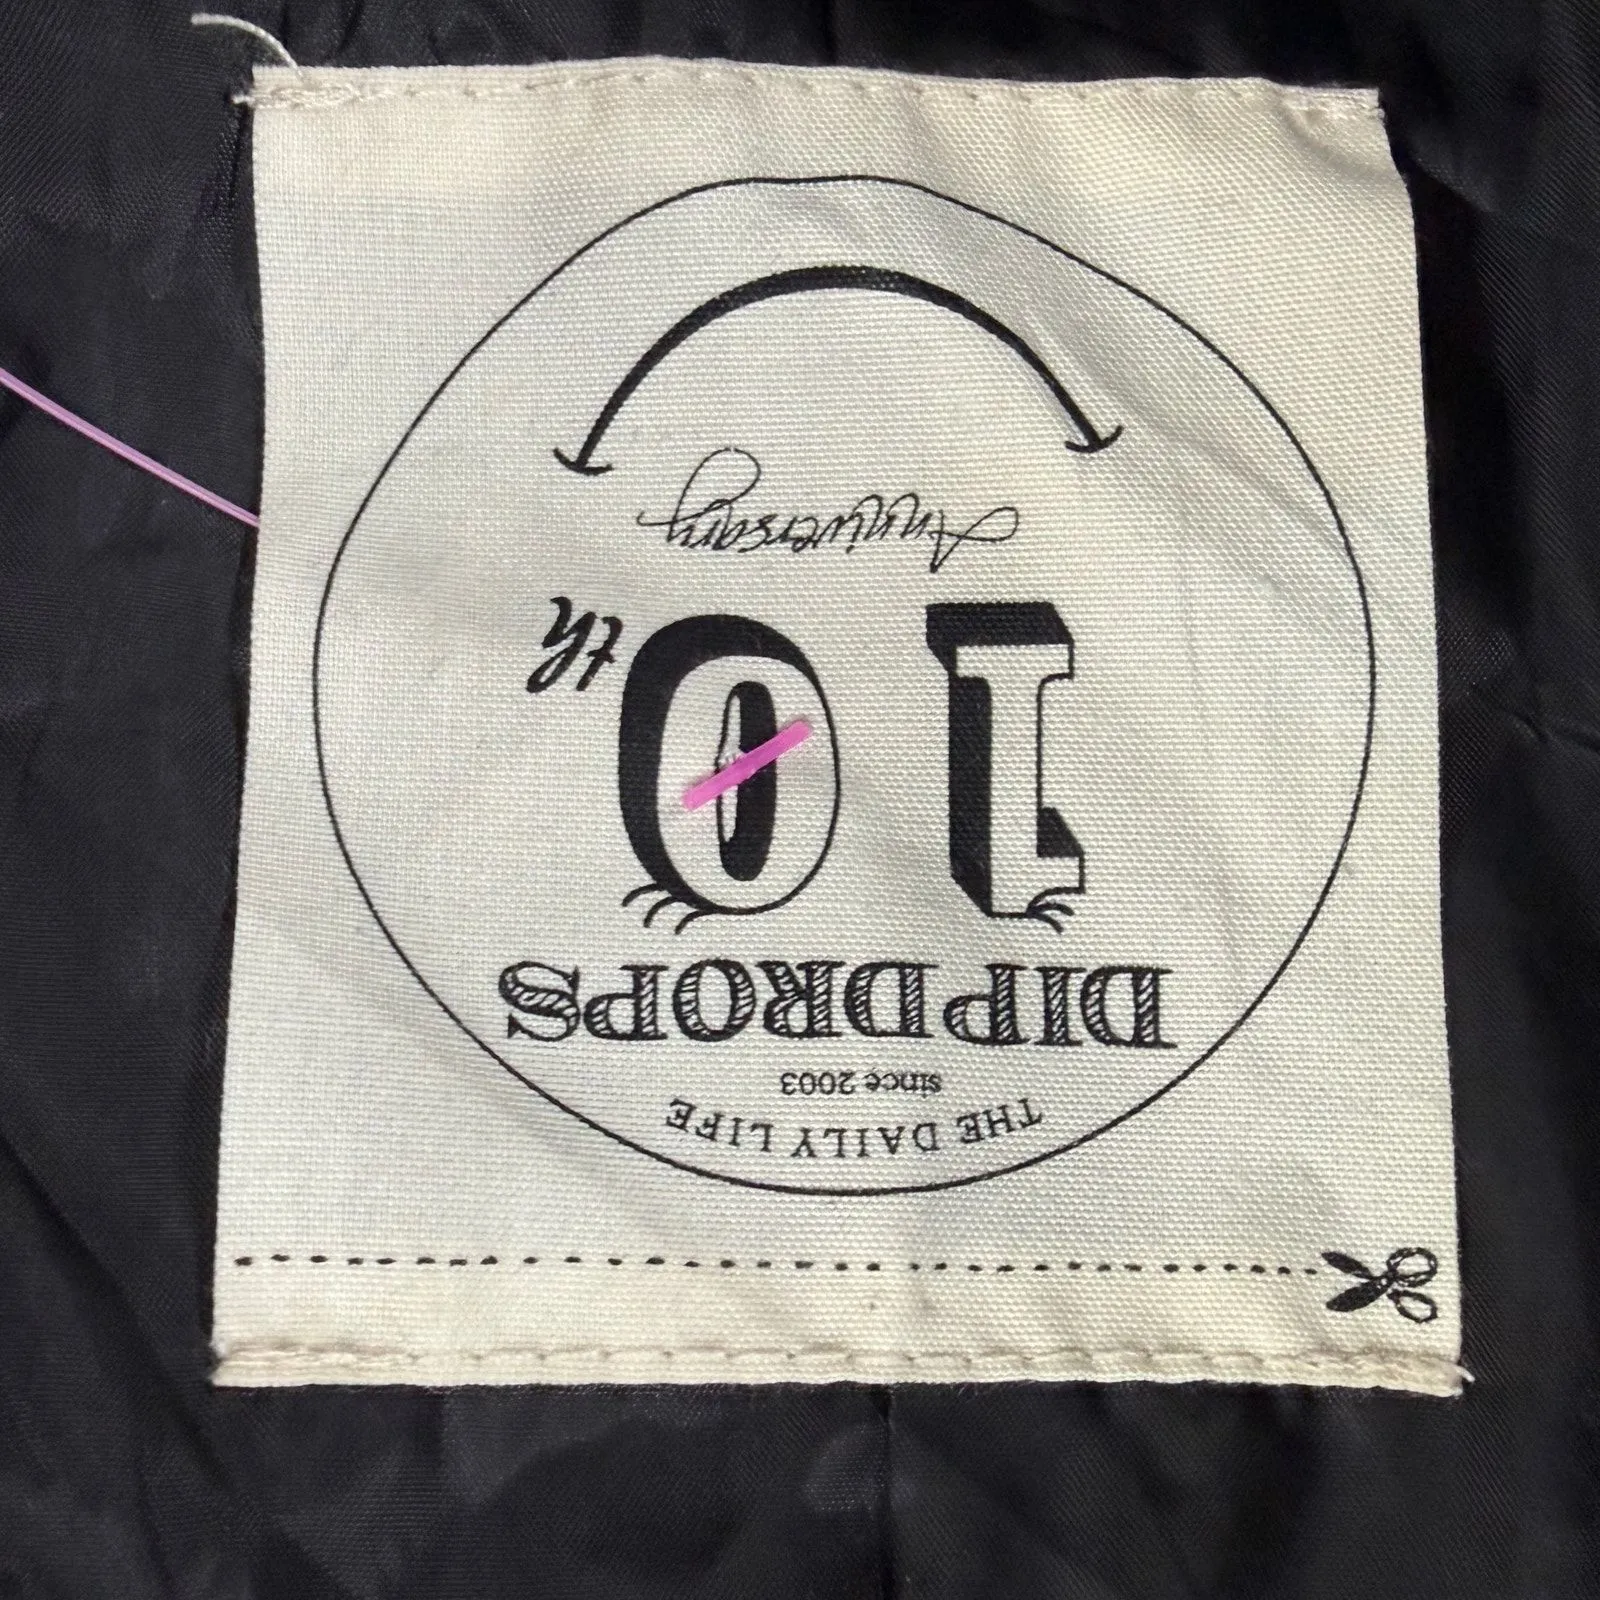 THE DAILY LIFE
since 2003
DIPDROPS
10th
Anniversary